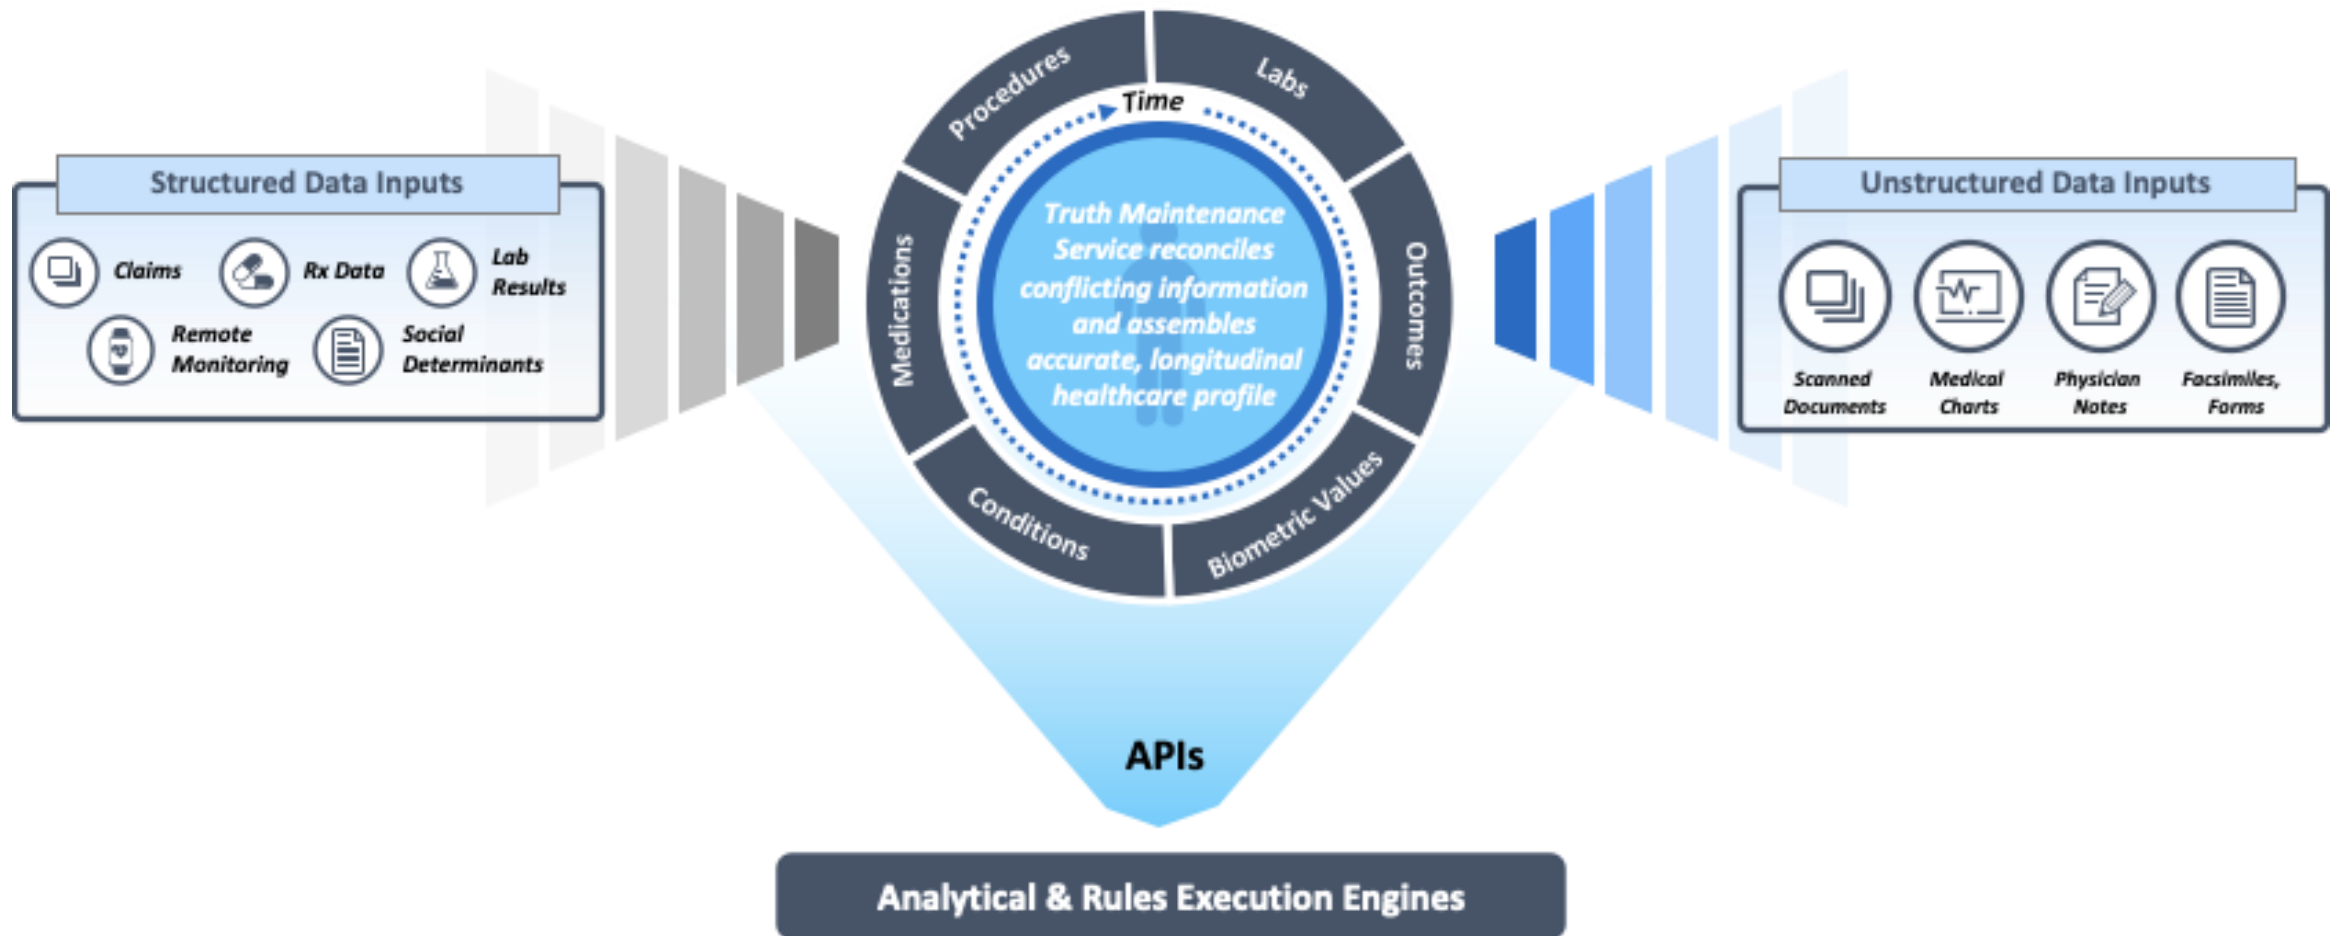 Structured Data Inputs
Claims
Rx Data
Lab
Results
Remote
Monitoring
Social
Determinants
Procedures
Labs
Time
Medications
Outcomes
Conditions
Biometric Values
Truth Maintenance
Service reconciles
conflicting information
and assembles
accurate, longitudinal
healthcare profile
Unstructured Data Inputs
Scanned
Documents
Medical
Charts
Physician
Notes
Facsimiles,
Forms
APIs
Analytical & Rules Execution Engines